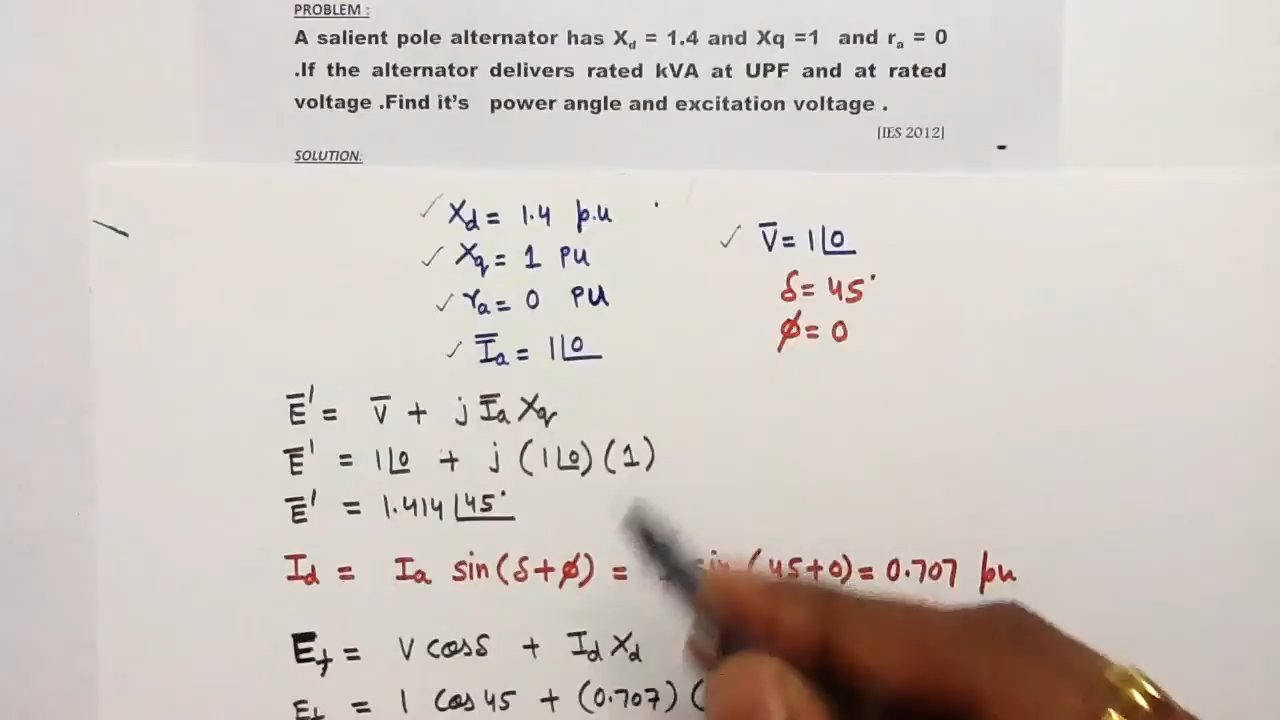 PROBLEM :
A salient pole alternator has Xd = 1.4 and Xq =1 and ra = 0
.If the alternator delivers rated kVA at UPF and at rated
voltage .Find it's power angle and excitation voltage .
[IES 2012]
SOLUTION:
✓ Xd = 1.4 p.u
✓ Xq = 1 PU
✓ ra = 0 PU
✓ I̅a = 1∠0
✓ V̅ = 1∠0
δ = 45°
ϕ = 0
E̅' = V̅ + j I̅a Xq
E̅' = 1∠0 + j (1∠0) (1)
E̅' = 1.414 ∠45°
Id = Ia sin(δ+ϕ) = sin (45+0) = 0.707 pu
Ef = V cosδ + Id Xd
Ef = 1 cos 45 + (0.707) (